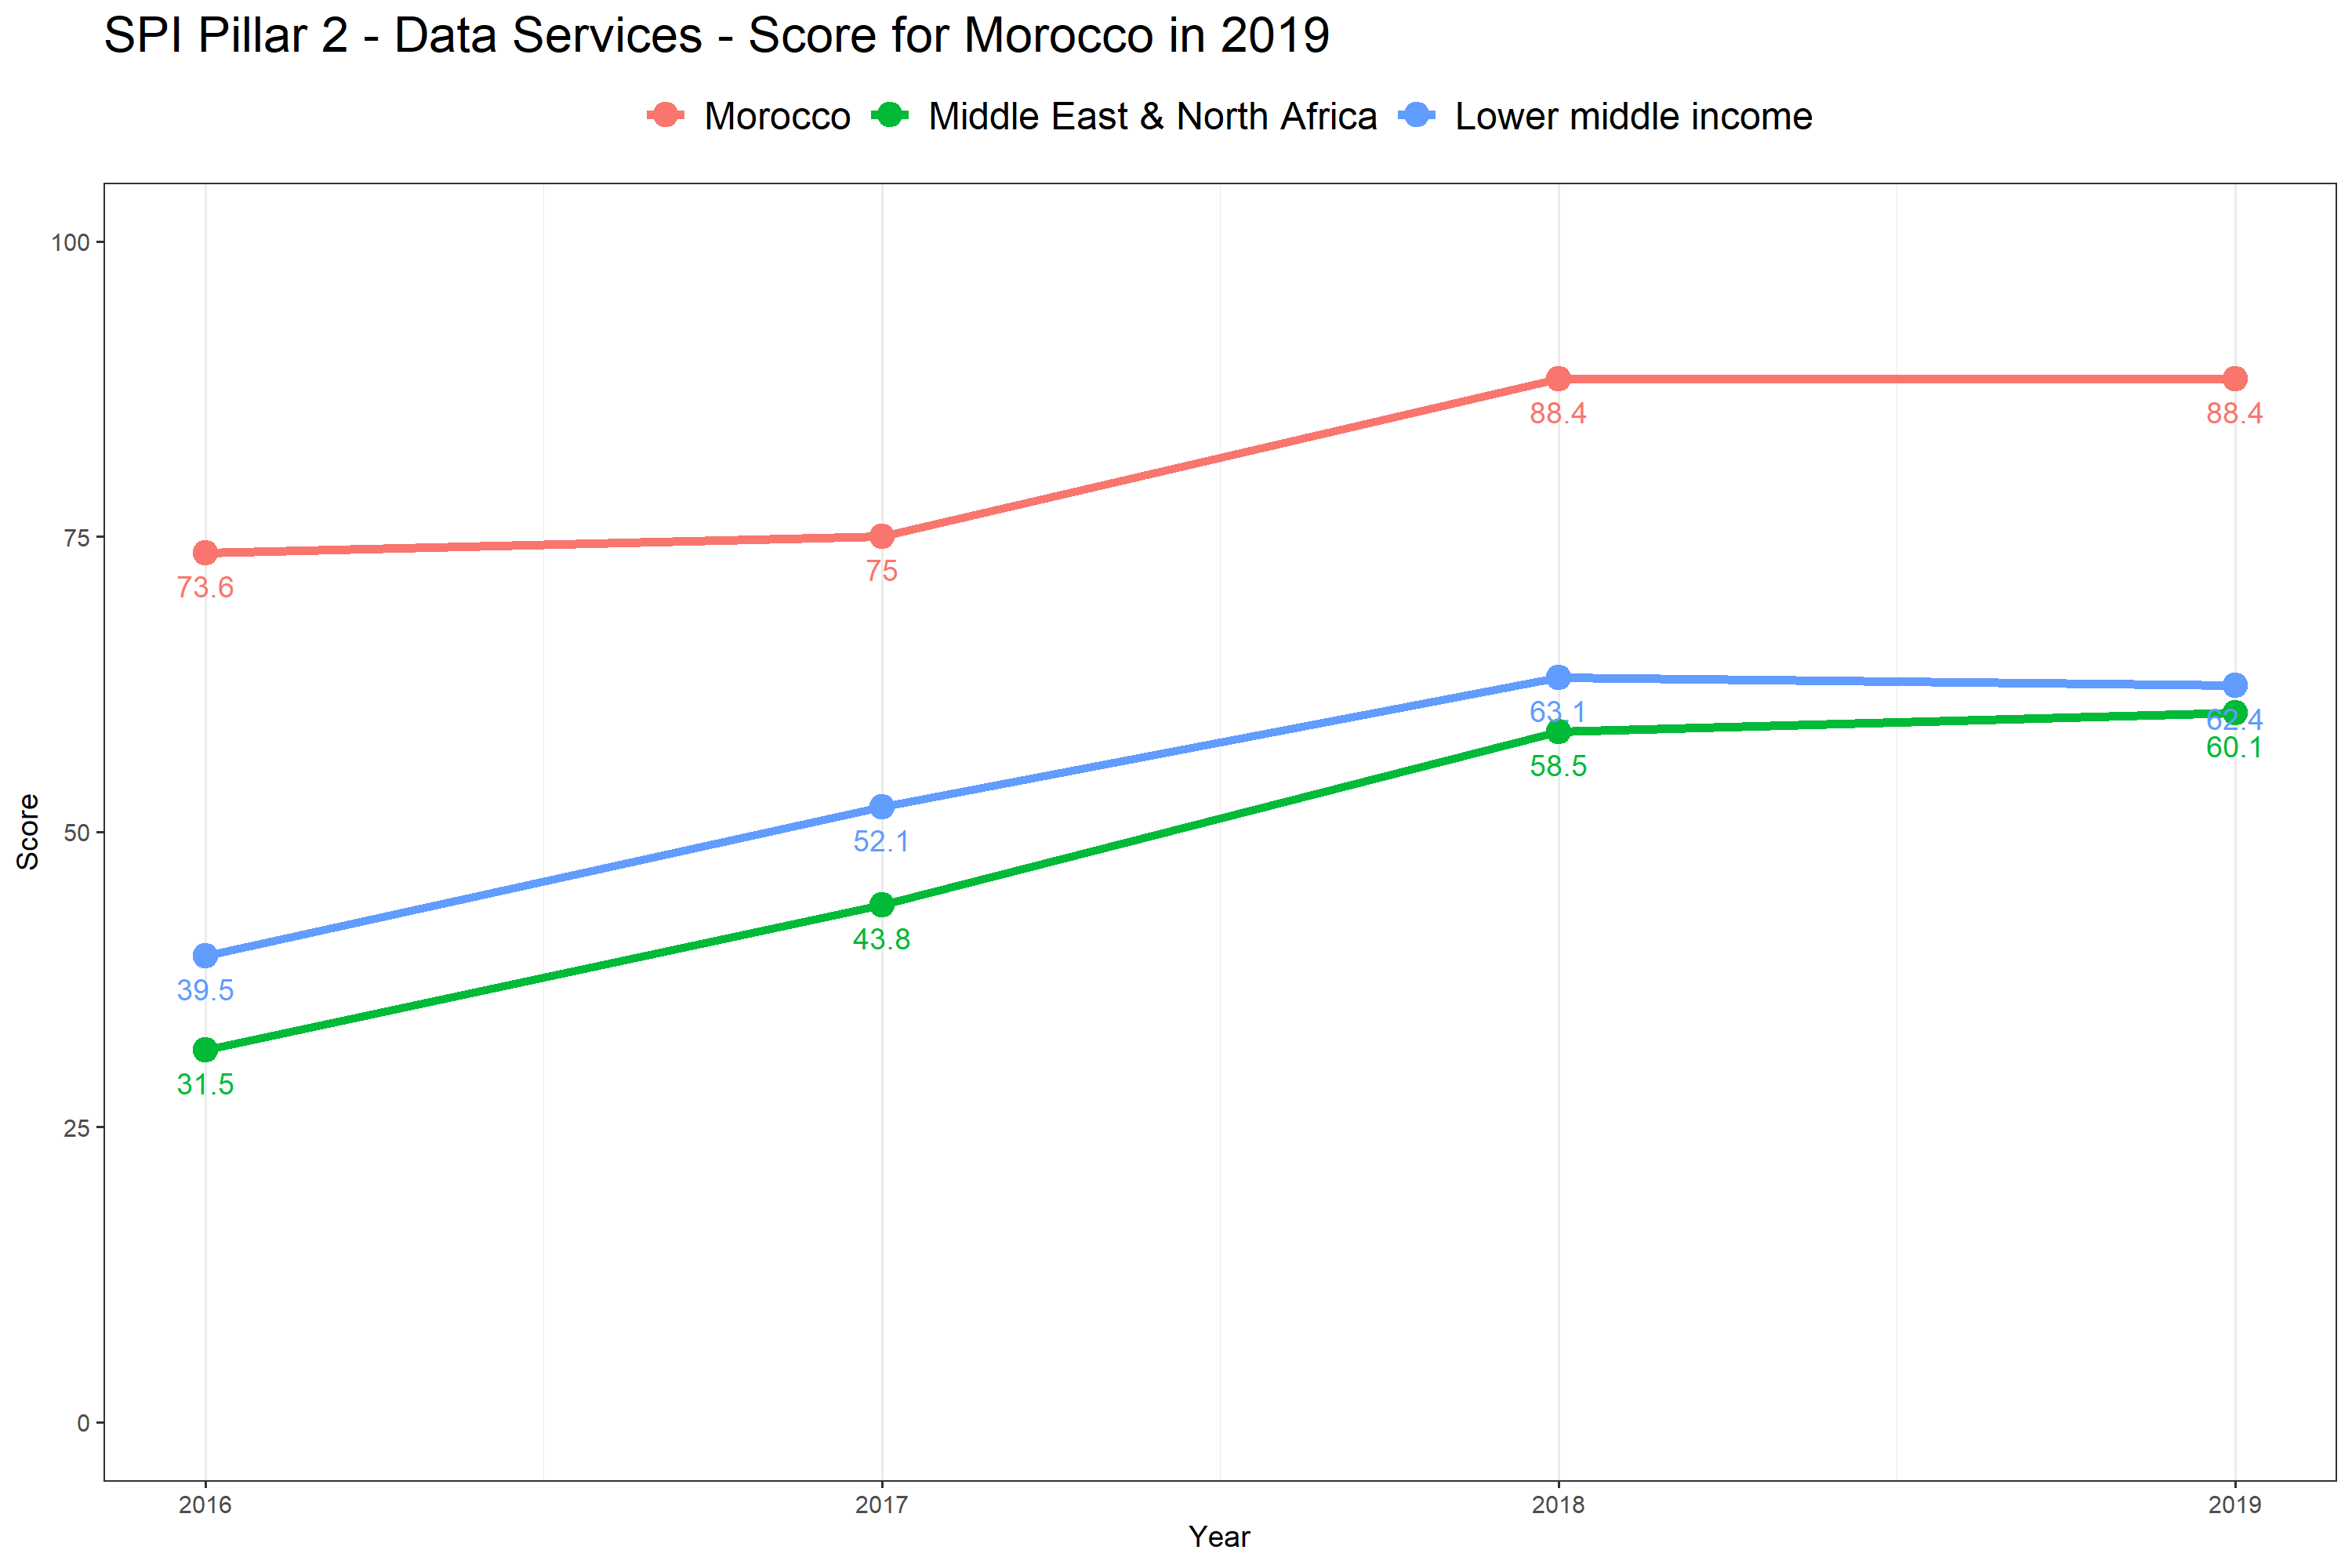 SPI Pillar 2 - Data Services - Score for Morocco in 2019
Morocco Middle East & North Africa Lower middle income
100
75
50
25
0
Score
88.4 88.4
73.6 75
63.1 62.4
58.5 60.1
52.1
43.8
39.5
31.5
2016 2017 2018 2019
Year